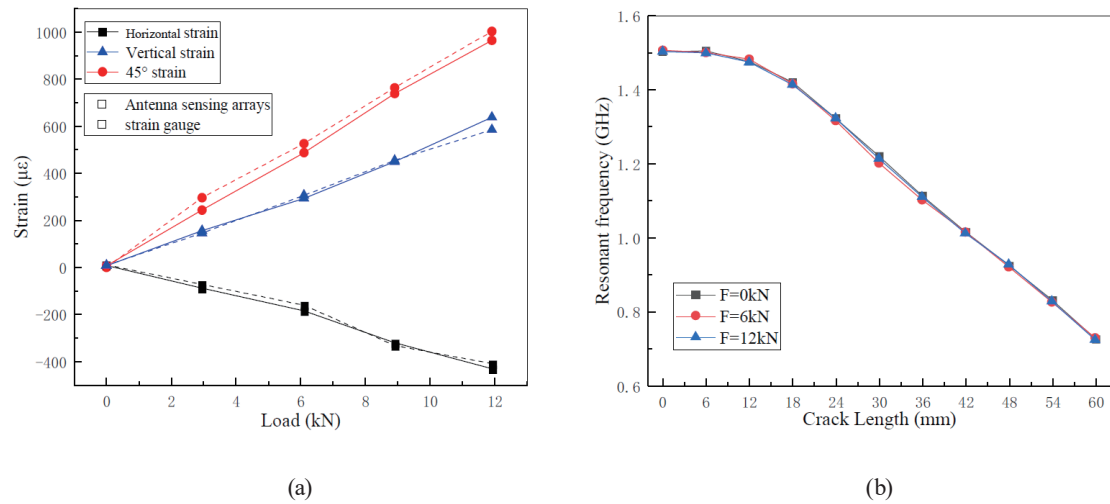 1000
800
600
400
200
0
−200
−400
Strain (με)
Horizontal strain
Vertical strain
45° strain
Antenna sensing arrays
strain gauge
0 2 4 6 8 10 12
Load (kN)
(a)
1.6
1.4
1.2
1.0
0.8
0.6
Resonant frequency (GHz)
F=0kN
F=6kN
F=12kN
0 6 12 18 24 30 36 42 48 54 60
Crack Length (mm)
(b)